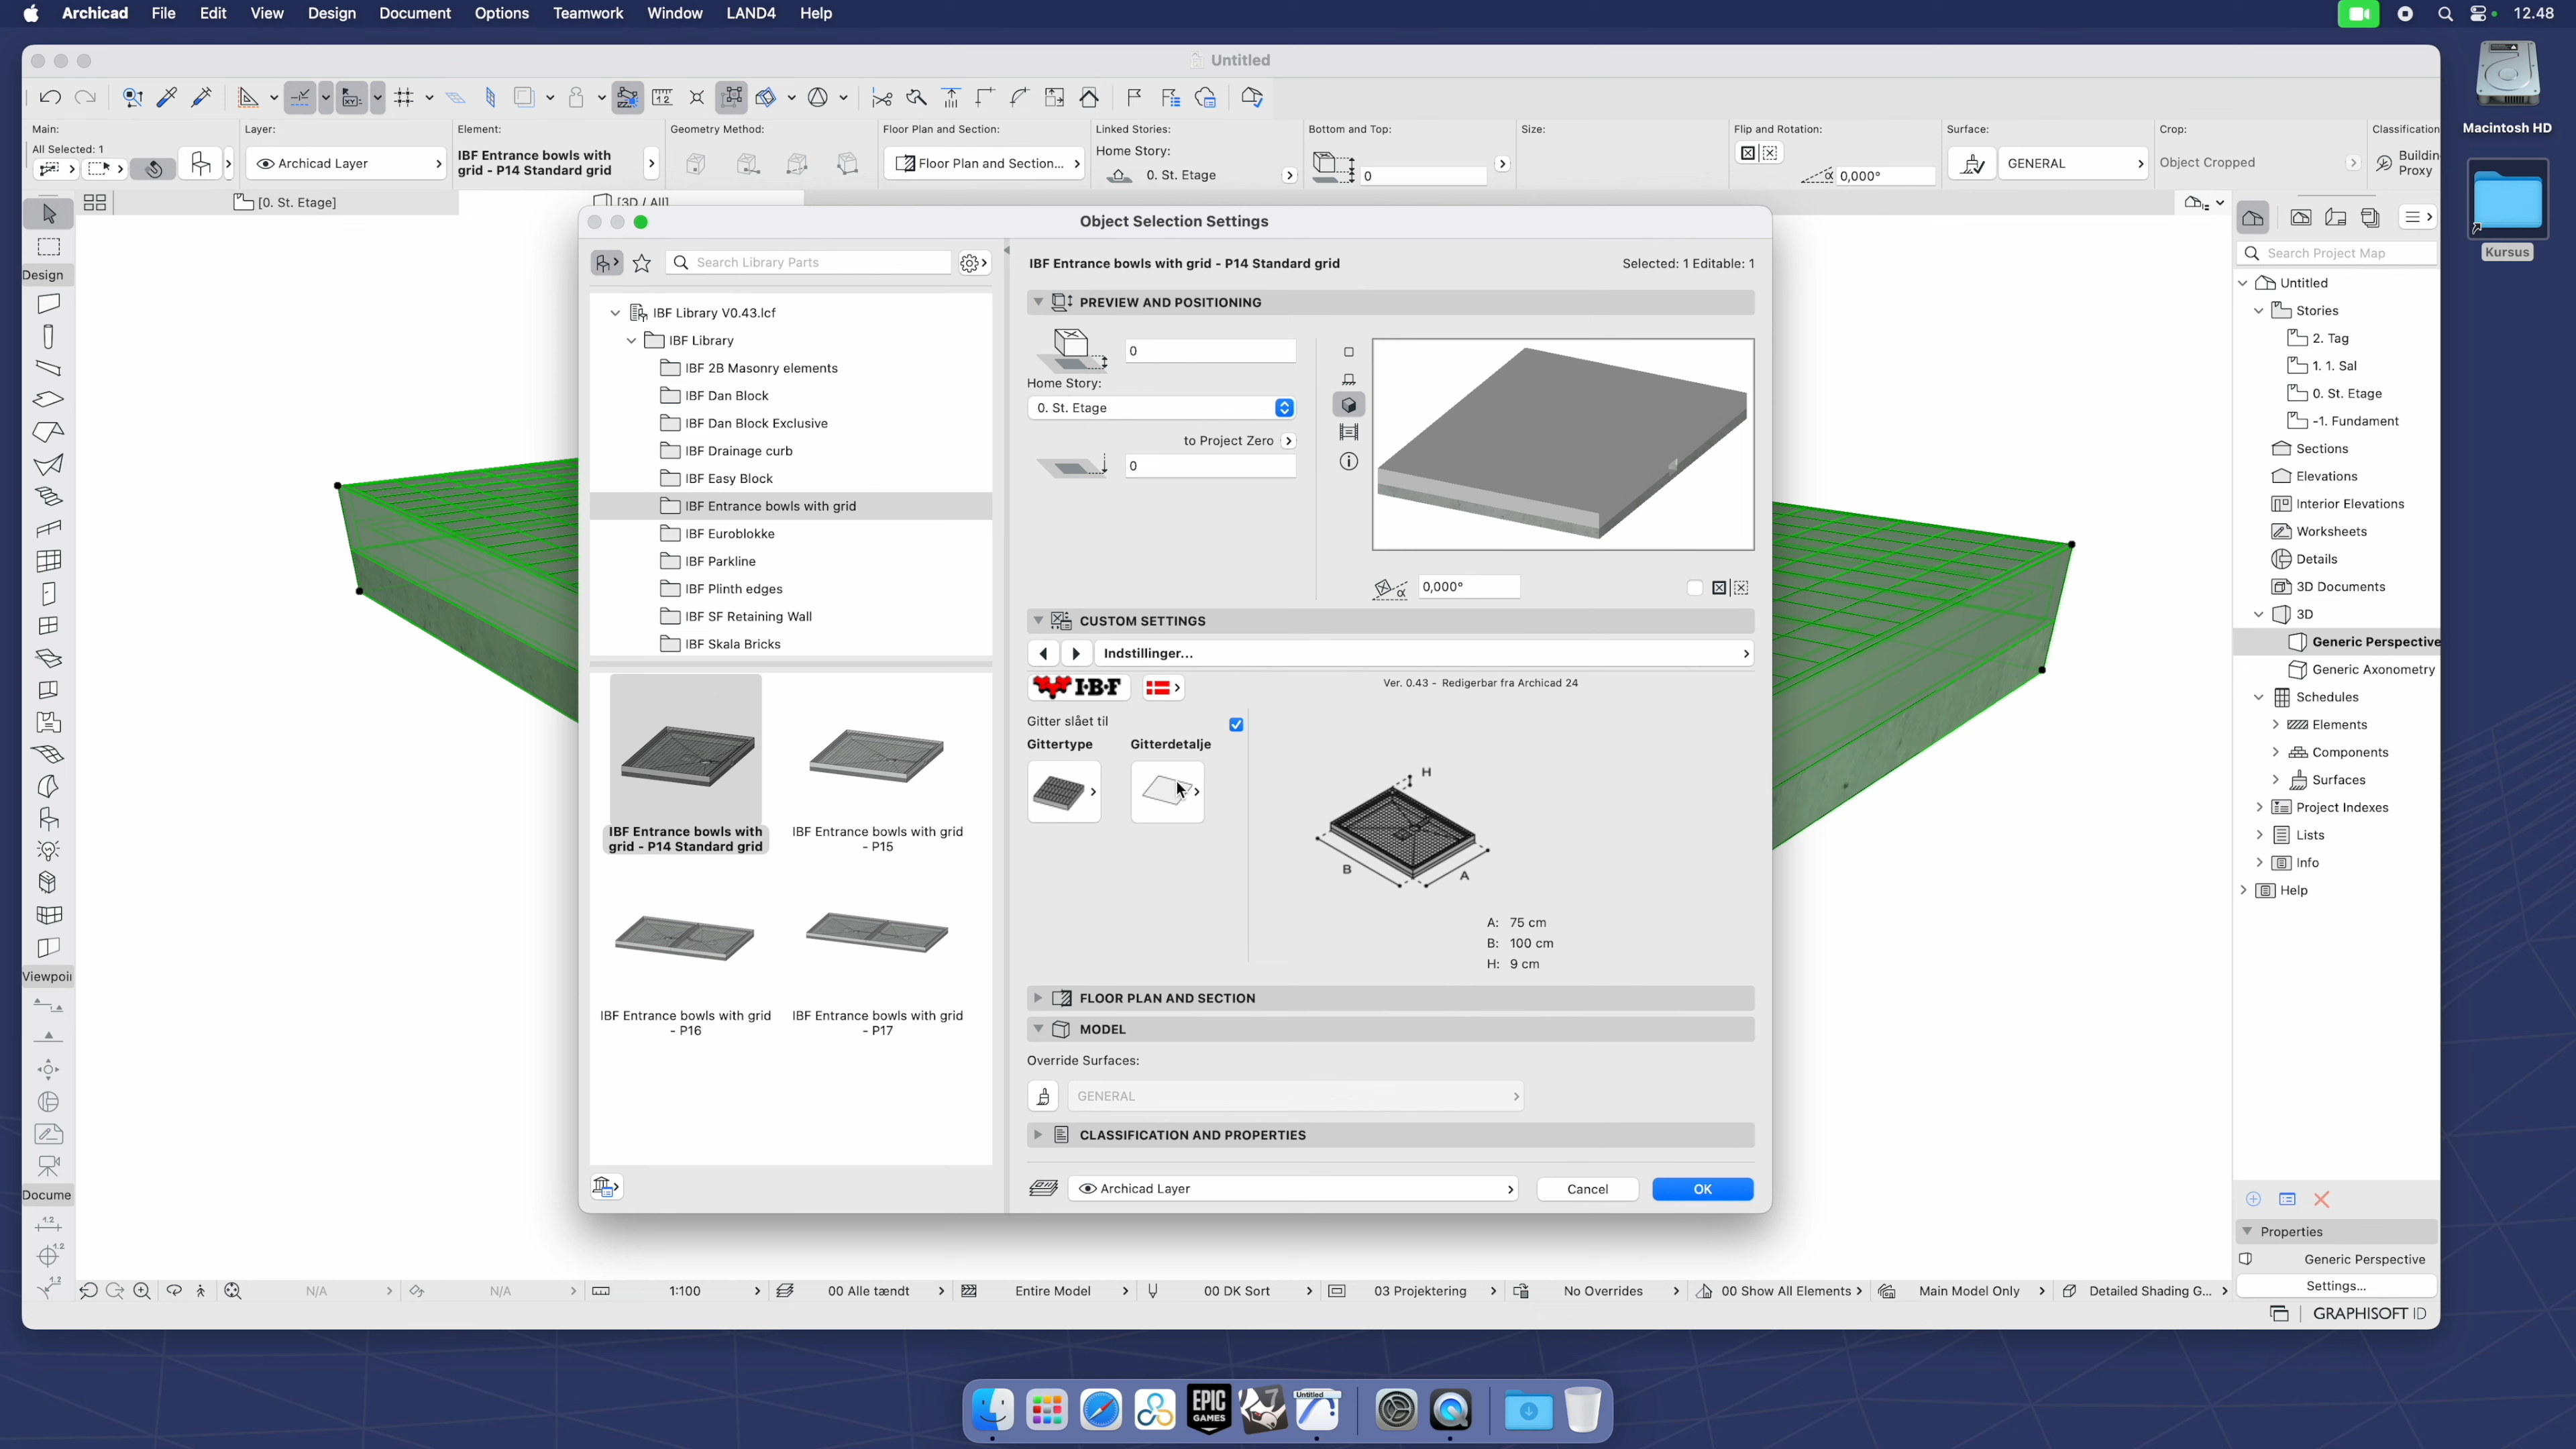 Archicad File Edit View Design Document Options Teamwork Window LAND4 Help 12.48
Untitled
Macintosh HD
Kursus
Main:
All Selected: 1
Layer:
Archicad Layer
Element:
IBF Entrance bowls with
grid - P14 Standard grid
Geometry Method:
Floor Plan and Section:
Floor Plan and Section...
Linked Stories:
Home Story:
0. St. Etage
Bottom and Top:
0
Size:
Flip and Rotation:
α 0,000°
Surface:
GENERAL
Crop:
Object Cropped
Classification
Buildin
Proxy
[0. St. Etage]
[3D / All]
Design
Viewpoi
Docume
Object Selection Settings
Search Library Parts
IBF Library V0.43.lcf
IBF Library
IBF 2B Masonry elements
IBF Dan Block
IBF Dan Block Exclusive
IBF Drainage curb
IBF Easy Block
IBF Entrance bowls with grid
IBF Euroblokke
IBF Parkline
IBF Plinth edges
IBF SF Retaining Wall
IBF Skala Bricks
IBF Entrance bowls with
grid - P14 Standard grid
IBF Entrance bowls with grid
- P15
IBF Entrance bowls with grid
- P16
IBF Entrance bowls with grid
- P17
IBF Entrance bowls with grid - P14 Standard grid
Selected: 1 Editable: 1
PREVIEW AND POSITIONING
0
Home Story:
0. St. Etage
to Project Zero
0
α 0,000°
CUSTOM SETTINGS
Indstillinger...
I·B·F
Ver. 0.43 - Redigerbar fra Archicad 24
Gitter slået til
Gittertype Gitterdetalje
H
B
A
A: 75 cm
B: 100 cm
H: 9 cm
FLOOR PLAN AND SECTION
MODEL
Override Surfaces:
GENERAL
CLASSIFICATION AND PROPERTIES
Archicad Layer
Cancel
OK
Search Project Map
Untitled
Stories
2. Tag
1. 1. Sal
0. St. Etage
-1. Fundament
Sections
Elevations
Interior Elevations
Worksheets
Details
3D Documents
3D
Generic Perspective
Generic Axonometry
Schedules
Elements
Components
Surfaces
Project Indexes
Lists
Info
Help
Properties
Generic Perspective
Settings...
N/A
N/A
1:100
00 Alle tændt
Entire Model
00 DK Sort
03 Projektering
No Overrides
00 Show All Elements
Main Model Only
Detailed Shading G...
GRAPHISOFT ID
EPIC
GAMES
7
Untitled